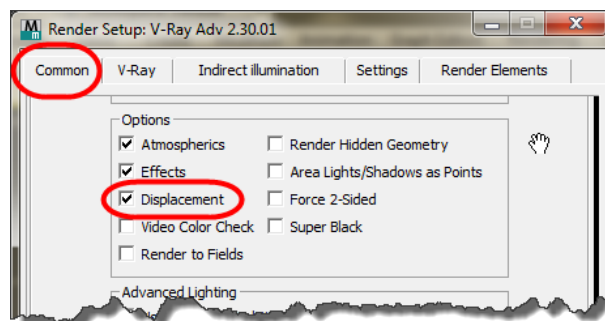 Render Setup: V-Ray Adv 2.30.01
Common V-Ray Indirect illumination Settings Render Elements
Options
Atmospherics Render Hidden Geometry
Effects Area Lights/Shadows as Points
Displacement Force 2-Sided
Video Color Check Super Black
Render to Fields
Advanced Lighting